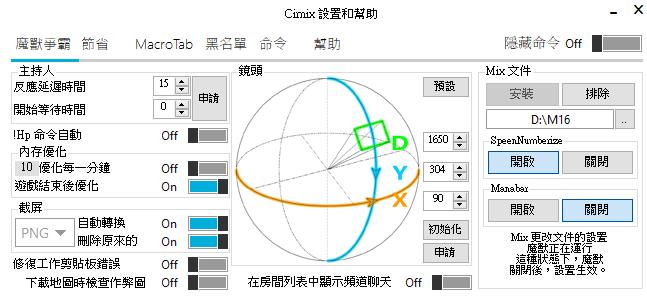 Cimix 設置和幫助
魔獸爭霸 節省 MacroTab 黑名單 命令 幫助 隱藏命令 Off
主持人
反應延遲時間 15
開始等待時間 0
申請
!Hp 命令自動 Off
內存優化
10 優化每一分鐘 Off
遊戲結束後優化 On
截屏
PNG
自動轉換 On
刪除原來的 On
修復工作剪貼板錯誤 Off
下載地圖時檢查作弊圖 Off
鏡頭
預設
D
Y
X
1650
304
90
初始化
申請
在房間列表中顯示頻道聊天 Off
Mix 文件
安裝 排除
D:\M16 ..
SpeenNumberize
開啟 關閉
Manabar
開啟 關閉
Mix 更改文件的設置
魔獸正在運行
這種狀態下，魔獸
關閉後，設置生效。